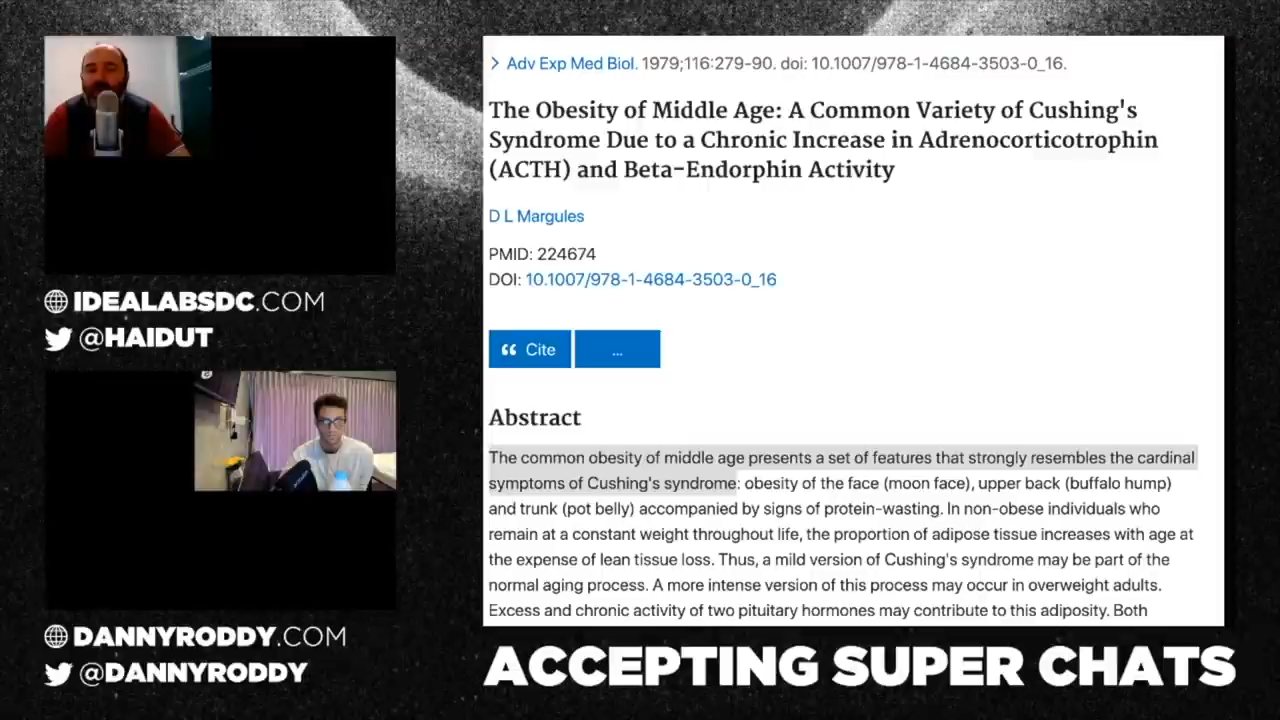 IDEALABSDC.COM
@HAIDUT
DANNYRODDY.COM
@DANNYRODDY
> Adv Exp Med Biol. 1979;116:279-90. doi: 10.1007/978-1-4684-3503-0_16.
The Obesity of Middle Age: A Common Variety of Cushing's
Syndrome Due to a Chronic Increase in Adrenocorticotrophin
(ACTH) and Beta-Endorphin Activity
D L Margules
PMID: 224674
DOI: 10.1007/978-1-4684-3503-0_16
“ Cite
...
Abstract
The common obesity of middle age presents a set of features that strongly resembles the cardinal
symptoms of Cushing's syndrome: obesity of the face (moon face), upper back (buffalo hump)
and trunk (pot belly) accompanied by signs of protein-wasting. In non-obese individuals who
remain at a constant weight throughout life, the proportion of adipose tissue increases with age at
the expense of lean tissue loss. Thus, a mild version of Cushing's syndrome may be part of the
normal aging process. A more intense version of this process may occur in overweight adults.
Excess and chronic activity of two pituitary hormones may contribute to this adiposity. Both
ACCEPTING SUPER CHATS